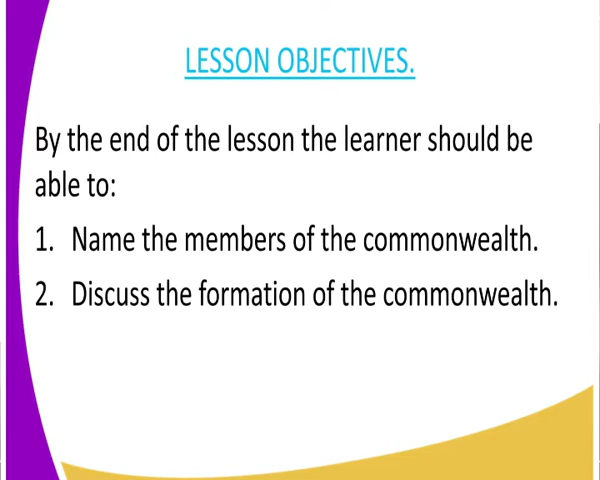 LESSON OBJECTIVES.
By the end of the lesson the learner should be
able to:
1. Name the members of the commonwealth.
2. Discuss the formation of the commonwealth.